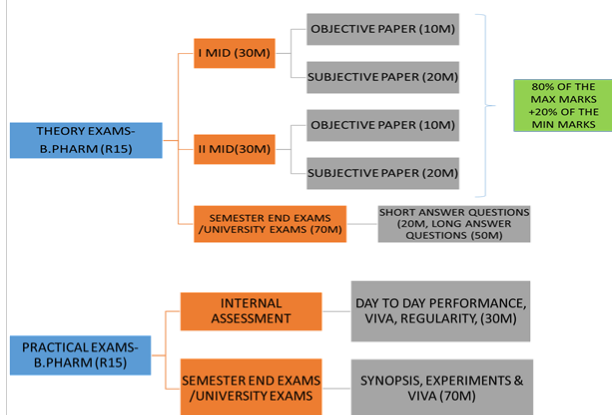 OBJECTIVE PAPER (10M)
I MID (30M)
SUBJECTIVE PAPER (20M)
80% OF THE
MAX MARKS
+20% OF THE
MIN MARKS
THEORY EXAMS-
B.PHARM (R15)
OBJECTIVE PAPER (10M)
II MID(30M)
SUBJECTIVE PAPER (20M)
SEMESTER END EXAMS
/UNIVERSITY EXAMS (70M)
SHORT ANSWER QUESTIONS
(20M, LONG ANSWER
QUESTIONS (50M)
INTERNAL
ASSESSMENT
DAY TO DAY PERFORMANCE,
VIVA, REGULARITY, (30M)
PRACTICAL EXAMS-
B.PHARM (R15)
SEMESTER END EXAMS
/UNIVERSITY EXAMS
SYNOPSIS, EXPERIMENTS &
VIVA (70M)